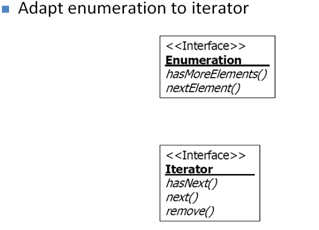 Adapt enumeration to iterator
<<Interface>>
Enumeration
hasMoreElements()
nextElement()
<<Interface>>
Iterator
hasNext()
next()
remove()